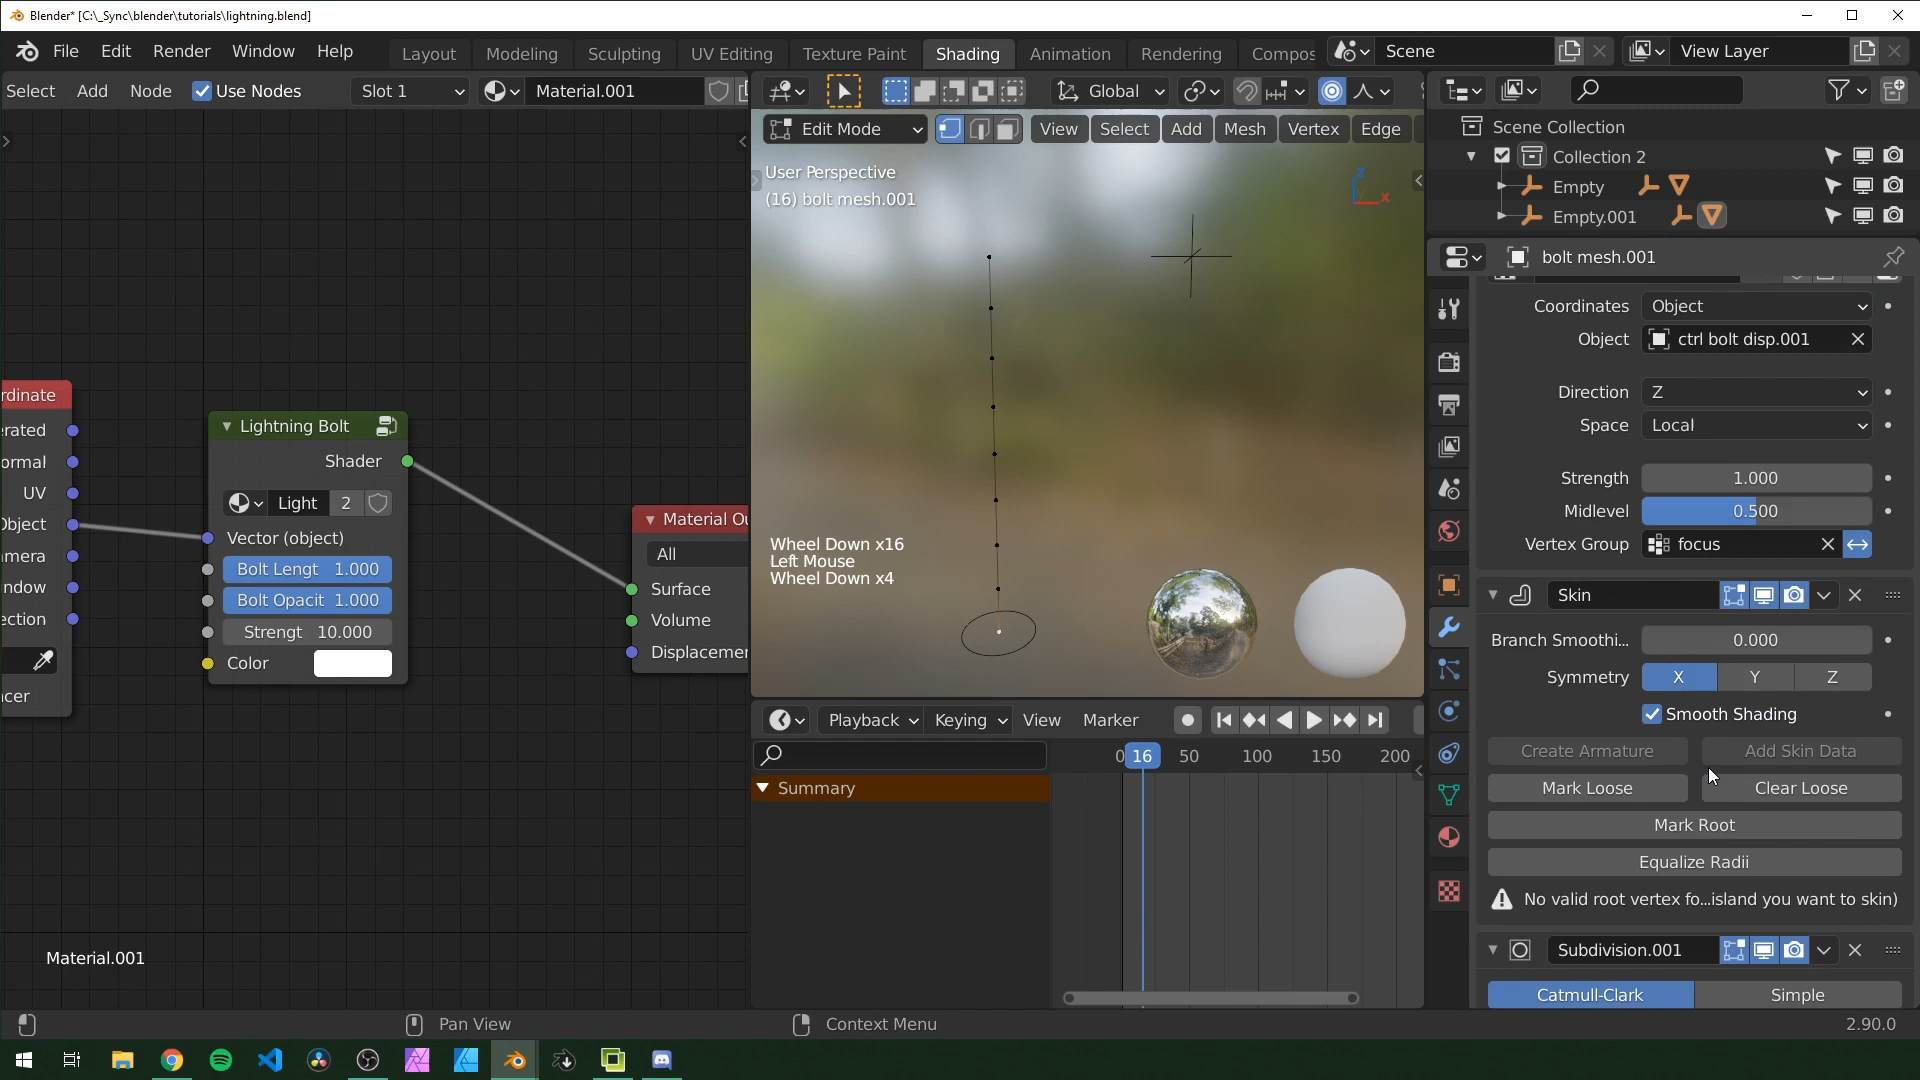 Blender* [C:\_Sync\blender\tutorials\lightning.blend]
File Edit Render Window Help Layout Modeling Sculpting UV Editing Texture Paint Shading Animation Rendering Compos Scene View Layer
Select Add Node Use Nodes Slot 1 Material.001 Global
Edit Mode View Select Add Mesh Vertex Edge
User Perspective
(16) bolt mesh.001
Z
Y
X
Wheel Down x16
Left Mouse
Wheel Down x4
rdinate
erated
ormal
UV
Object
mera
ndow
ection
cer
Lightning Bolt
Shader
Light 2
Vector (object)
Bolt Lengt 1.000
Bolt Opacit 1.000
Strengt 10.000
Color
Material Ou
All
Surface
Volume
Displacemen
Material.001
Playback Keying View Marker
0 16 50 100 150 200
Summary
Scene Collection
Collection 2
Empty
Empty.001
bolt mesh.001
Coordinates Object
Object ctrl bolt disp.001
Direction Z
Space Local
Strength 1.000
Midlevel 0.500
Vertex Group focus
Skin
Branch Smoothi... 0.000
Symmetry X Y Z
Smooth Shading
Create Armature Add Skin Data
Mark Loose Clear Loose
Mark Root
Equalize Radii
No valid root vertex fo...island you want to skin)
Subdivision.001
Catmull-Clark Simple
Pan View Context Menu 2.90.0